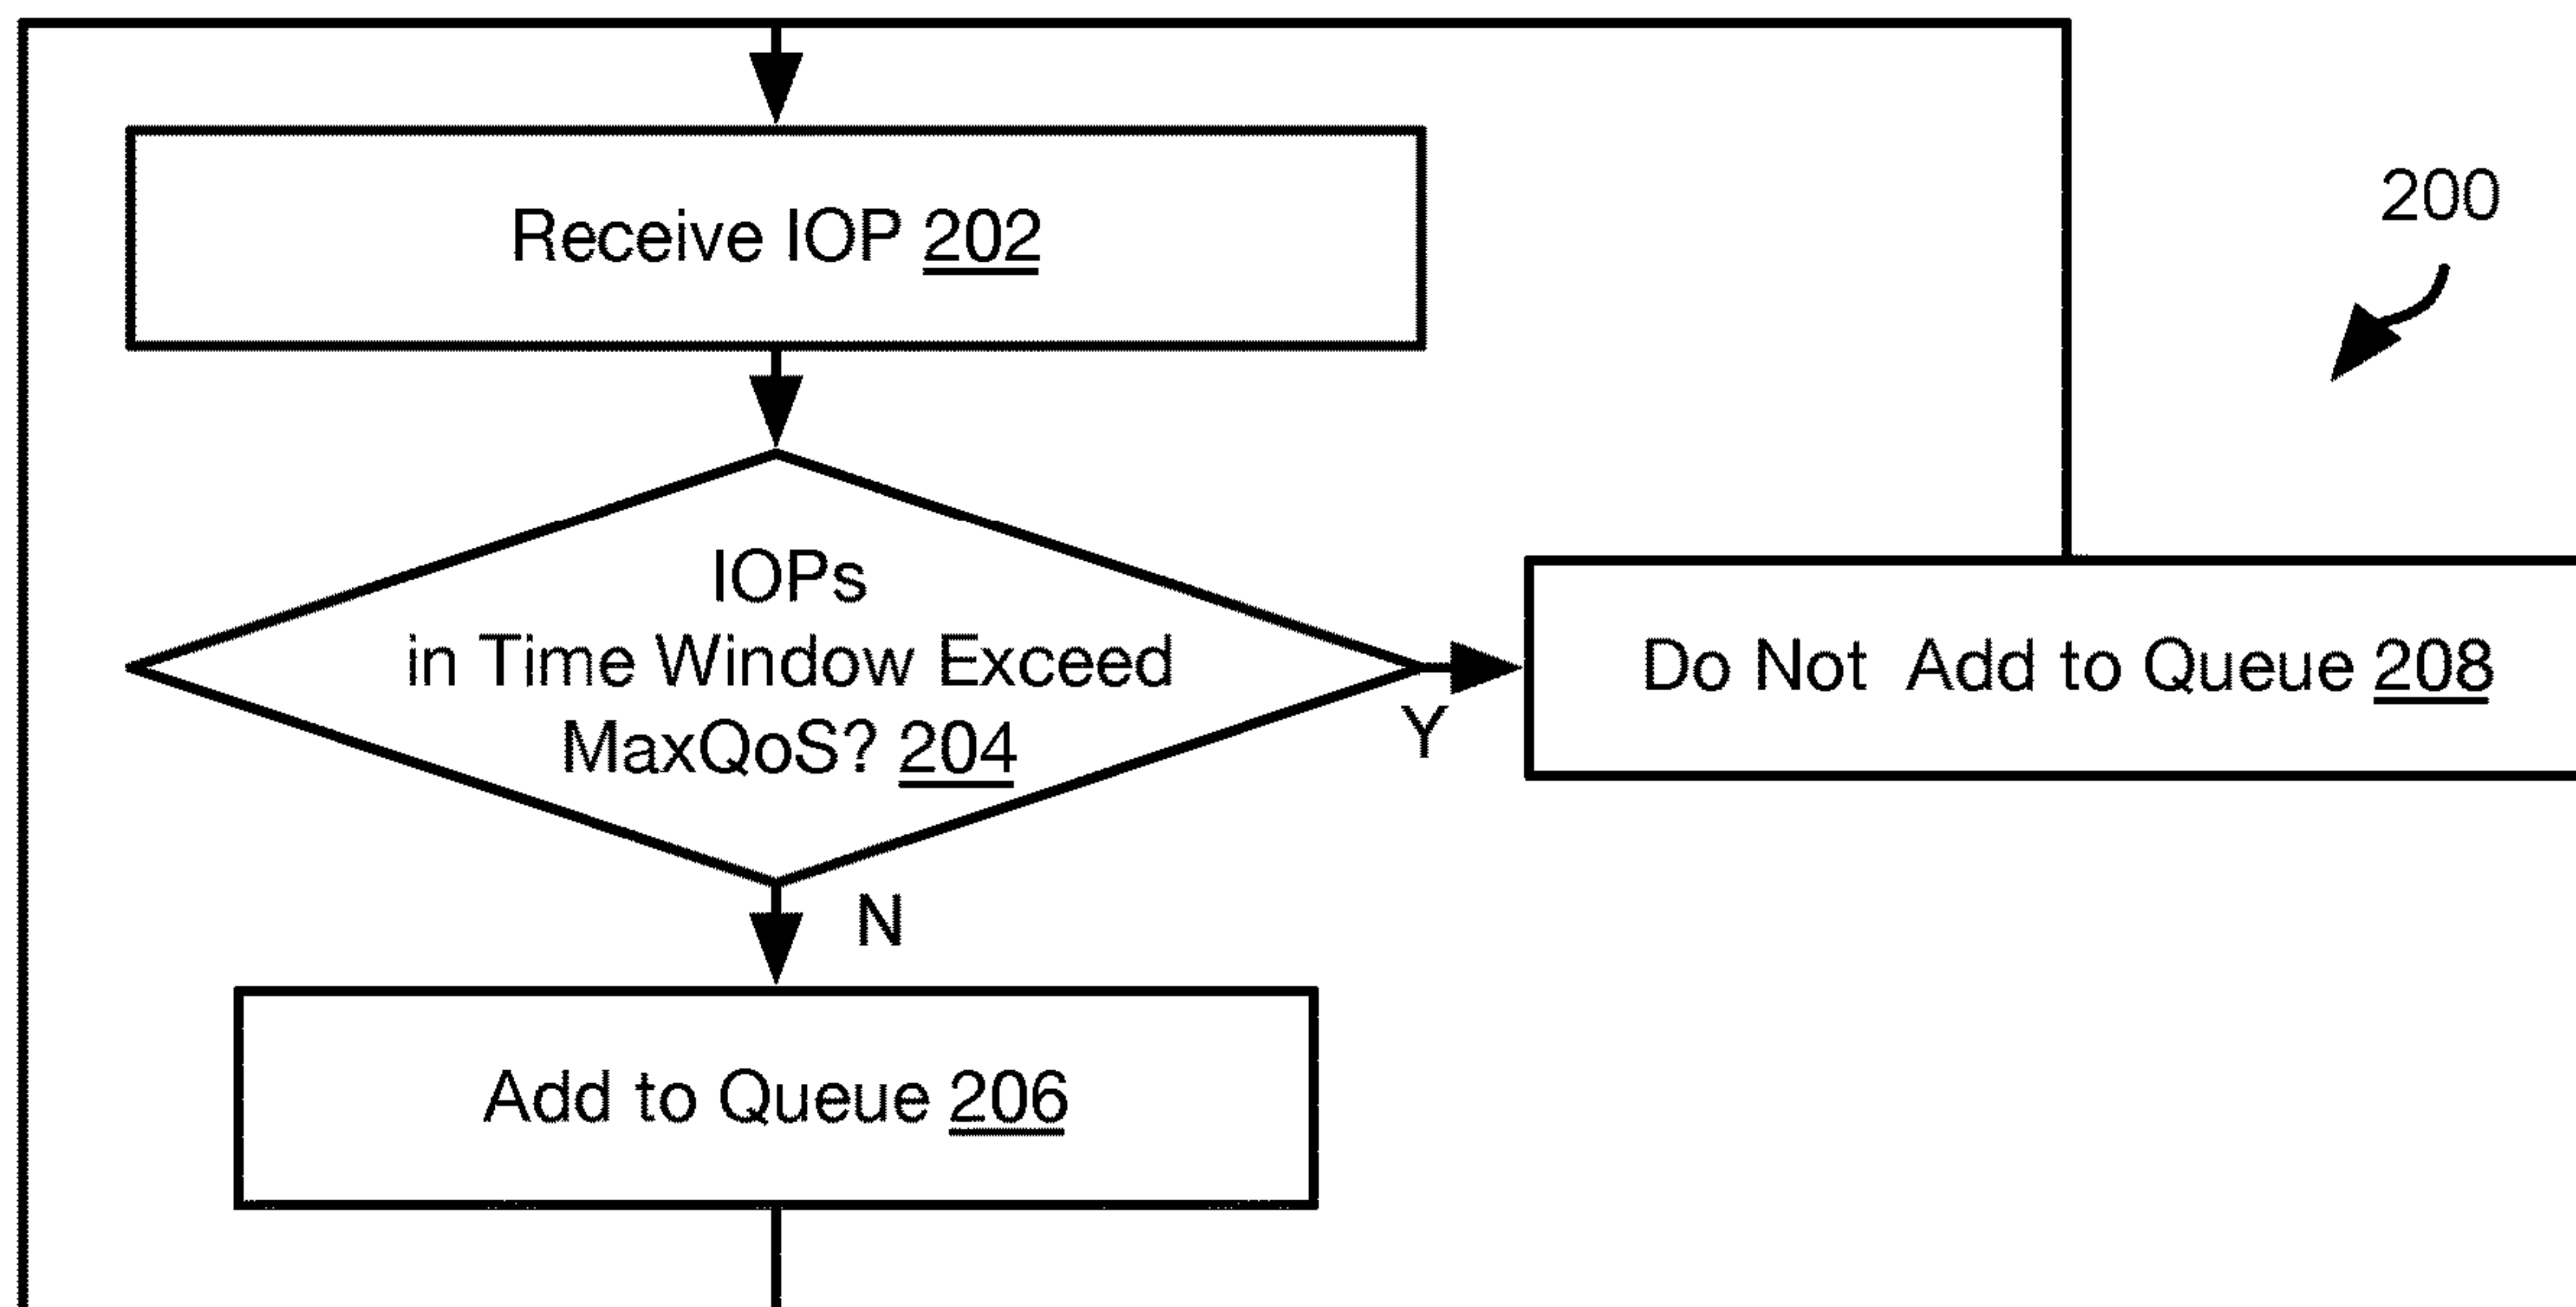 200
Receive IOP 202
IOPs
in Time Window Exceed
MaxQoS? 204
Y
Do Not Add to Queue 208
N
Add to Queue 206